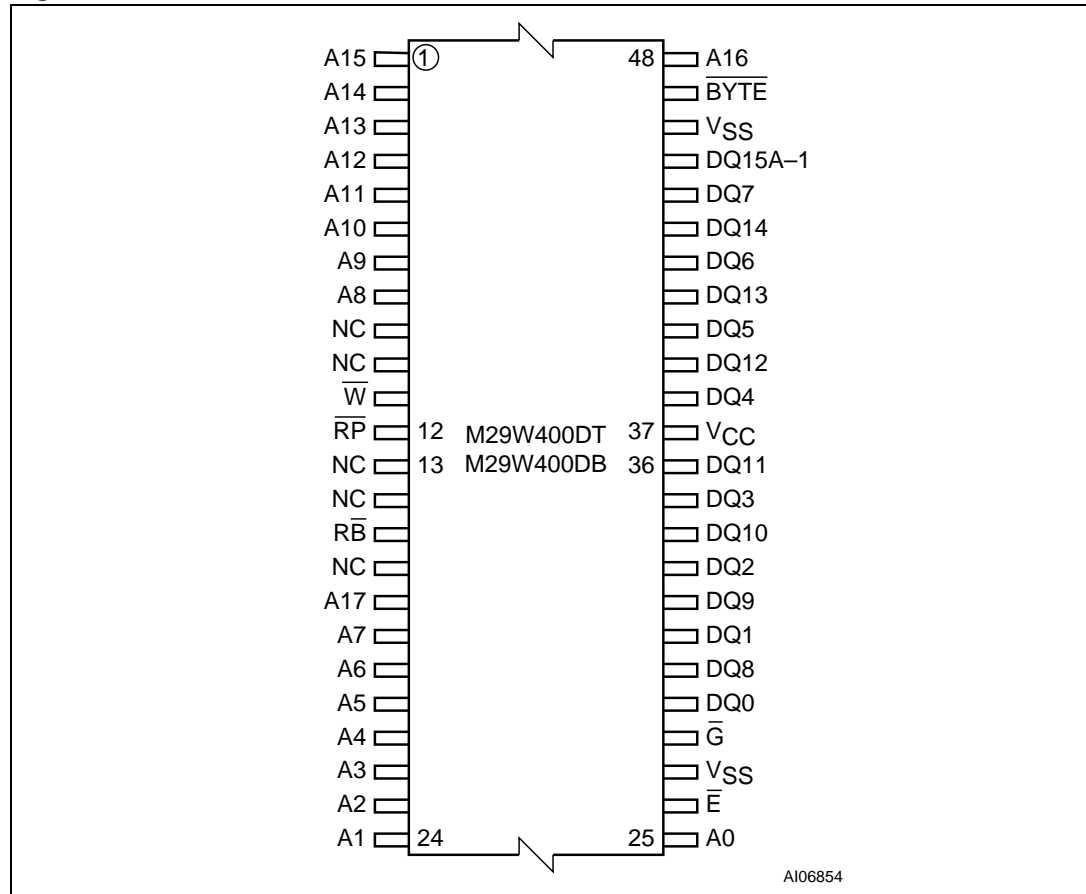 A15 ① 48 A16
A14 B̅Y̅T̅E̅
A13 VSS
A12 DQ15A–1
A11 DQ7
A10 DQ14
A9 DQ6
A8 DQ13
NC DQ5
NC DQ12
W̅ DQ4
R̅P̅ 12 M29W400DT 37 VCC
NC 13 M29W400DB 36 DQ11
NC DQ3
RB̅ DQ10
NC DQ2
A17 DQ9
A7 DQ1
A6 DQ8
A5 DQ0
A4 G̅
A3 VSS
A2 E̅
A1 24 25 A0
AI06854